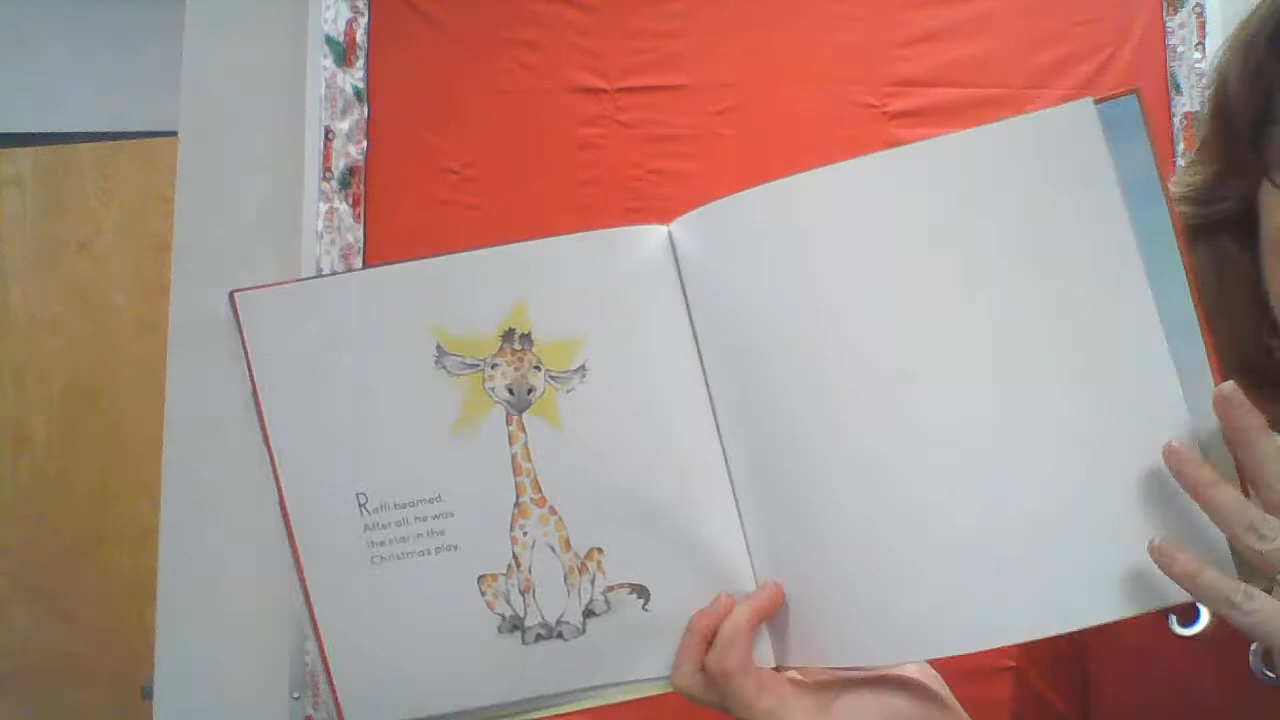 Raffi beamed.
After all, he was
the star in the
Christmas play.